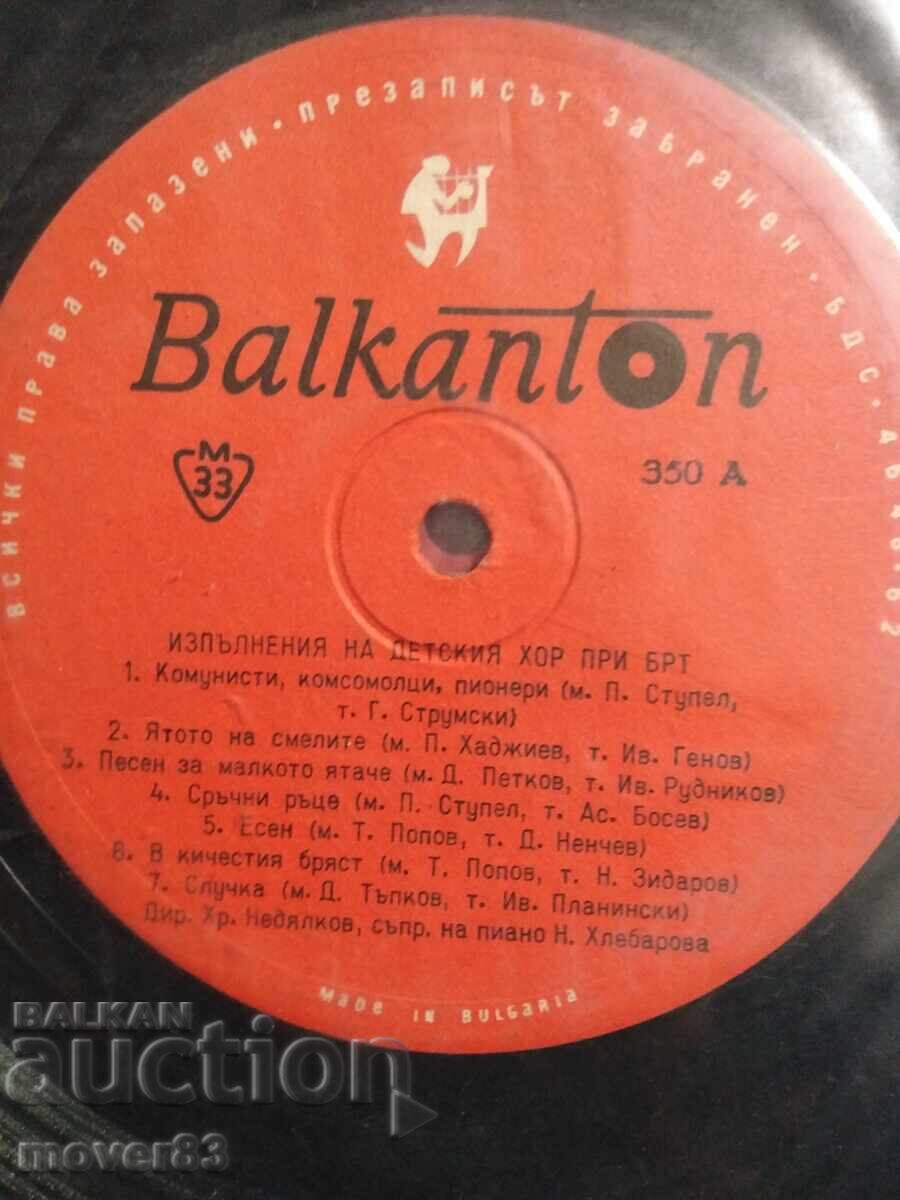 ВСИЧКИ ПРАВА ЗАПАЗЕНИ · ПРЕЗАПИСЪТ ЗАБРАНЕН · БДС ·
Balkanton
М
33
350 А
ИЗПЪЛНЕНИЯ НА ДЕТСКИЯ ХОР ПРИ БРТ
1. Комунисти, комсомолци, пионери (м. П. Ступел,
т. Г. Струмски)
2. Ятото на смелите (м. П. Хаджиев, т. Ив. Генов)
3. Песен за малкото ятаче (м. Д. Петков, т. Ив. Рудников)
4. Сръчни ръце (м. П. Ступел, т. Ас. Босев)
5. Есен (м. Т. Попов, т. Д. Ненчев)
6. В кичестия бряст (м. Т. Попов, т. Н. Зидаров)
7. Случка (м. Д. Тъпков, т. Ив. Планински)
Дир. Хр. Недялков, съпр. на пиано Н. Хлебарова
MADE IN BULGARIA
BALKAN
auction
mover83